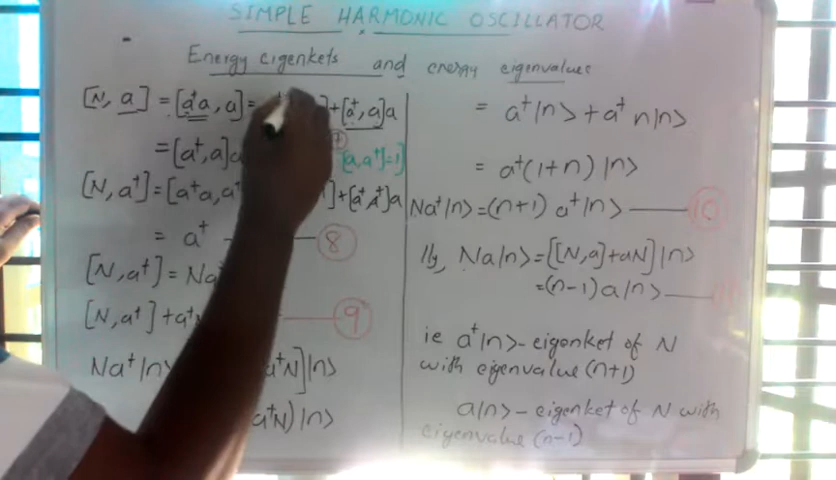 SIMPLE HARMONIC OSCILLATOR
Energy eigenkets and energy eigenvalues
[N, a] = [a†a, a] = +[a†, a]a
= [a†, a]a [a, a†]=1
[N, a†] = [a†a, a† ]+[a†, a†]a
= a† — 8
[N, a†] = Na†
[N, a†] + a†N — 9
Na†|n> a†N]|n>
a†N)|n>
= a†|n> + a† n|n>
= a†(1+n) |n>
Na†|n> = (n+1) a†|n> — 10
lly, Na|n> = [[N, a] + aN]|n>
= (n-1) a|n> — 11
ie a†|n> - eigenket of N
with eigenvalue (n+1)
a|n> - eigenket of N with
eigenvalue (n-1)